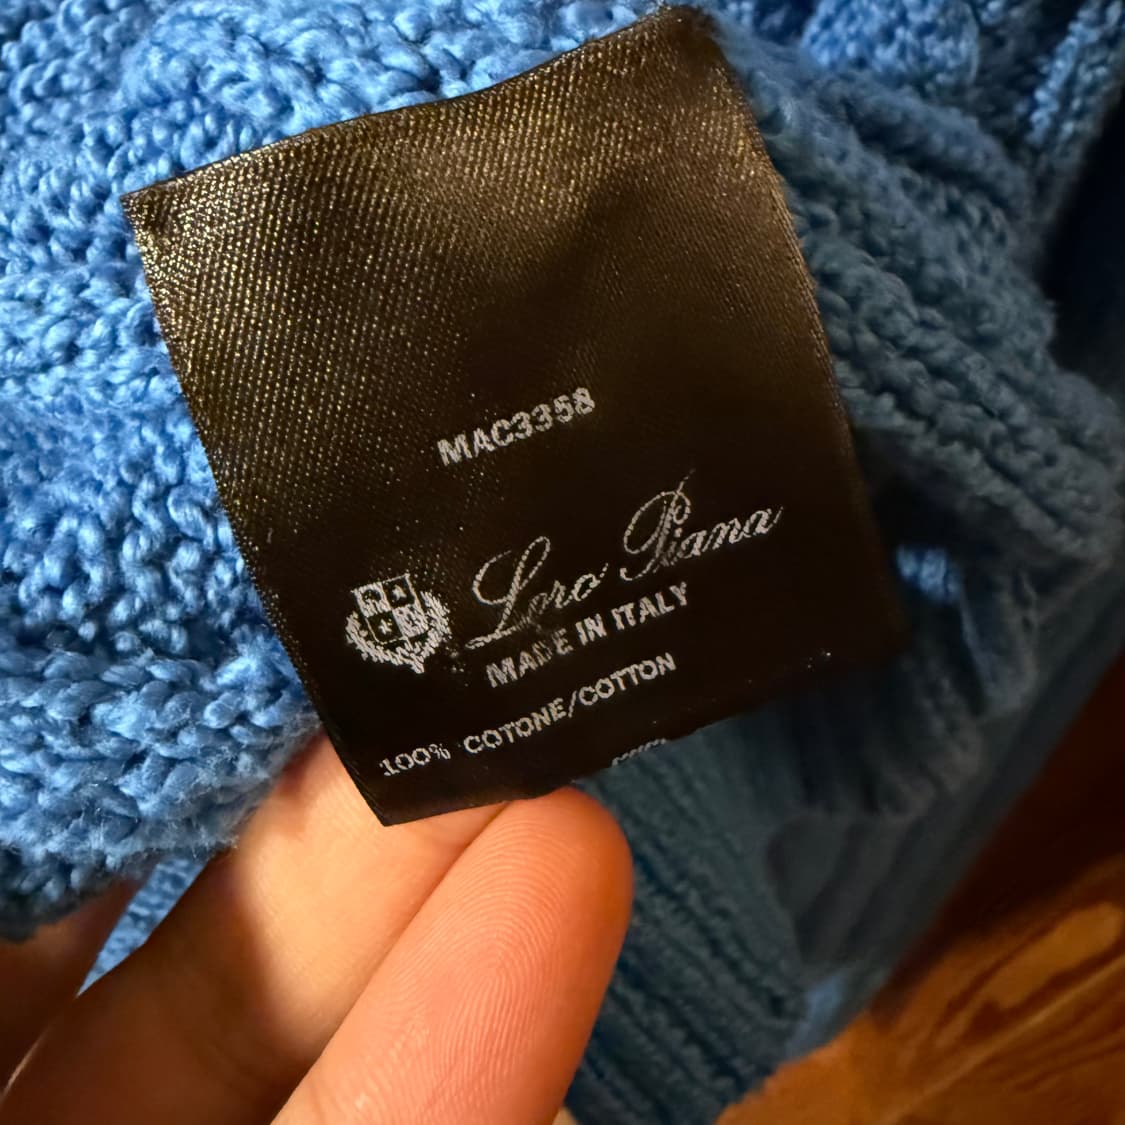 MAC3358
Loro Piana
MADE IN ITALY
100% COTONE/COTTON